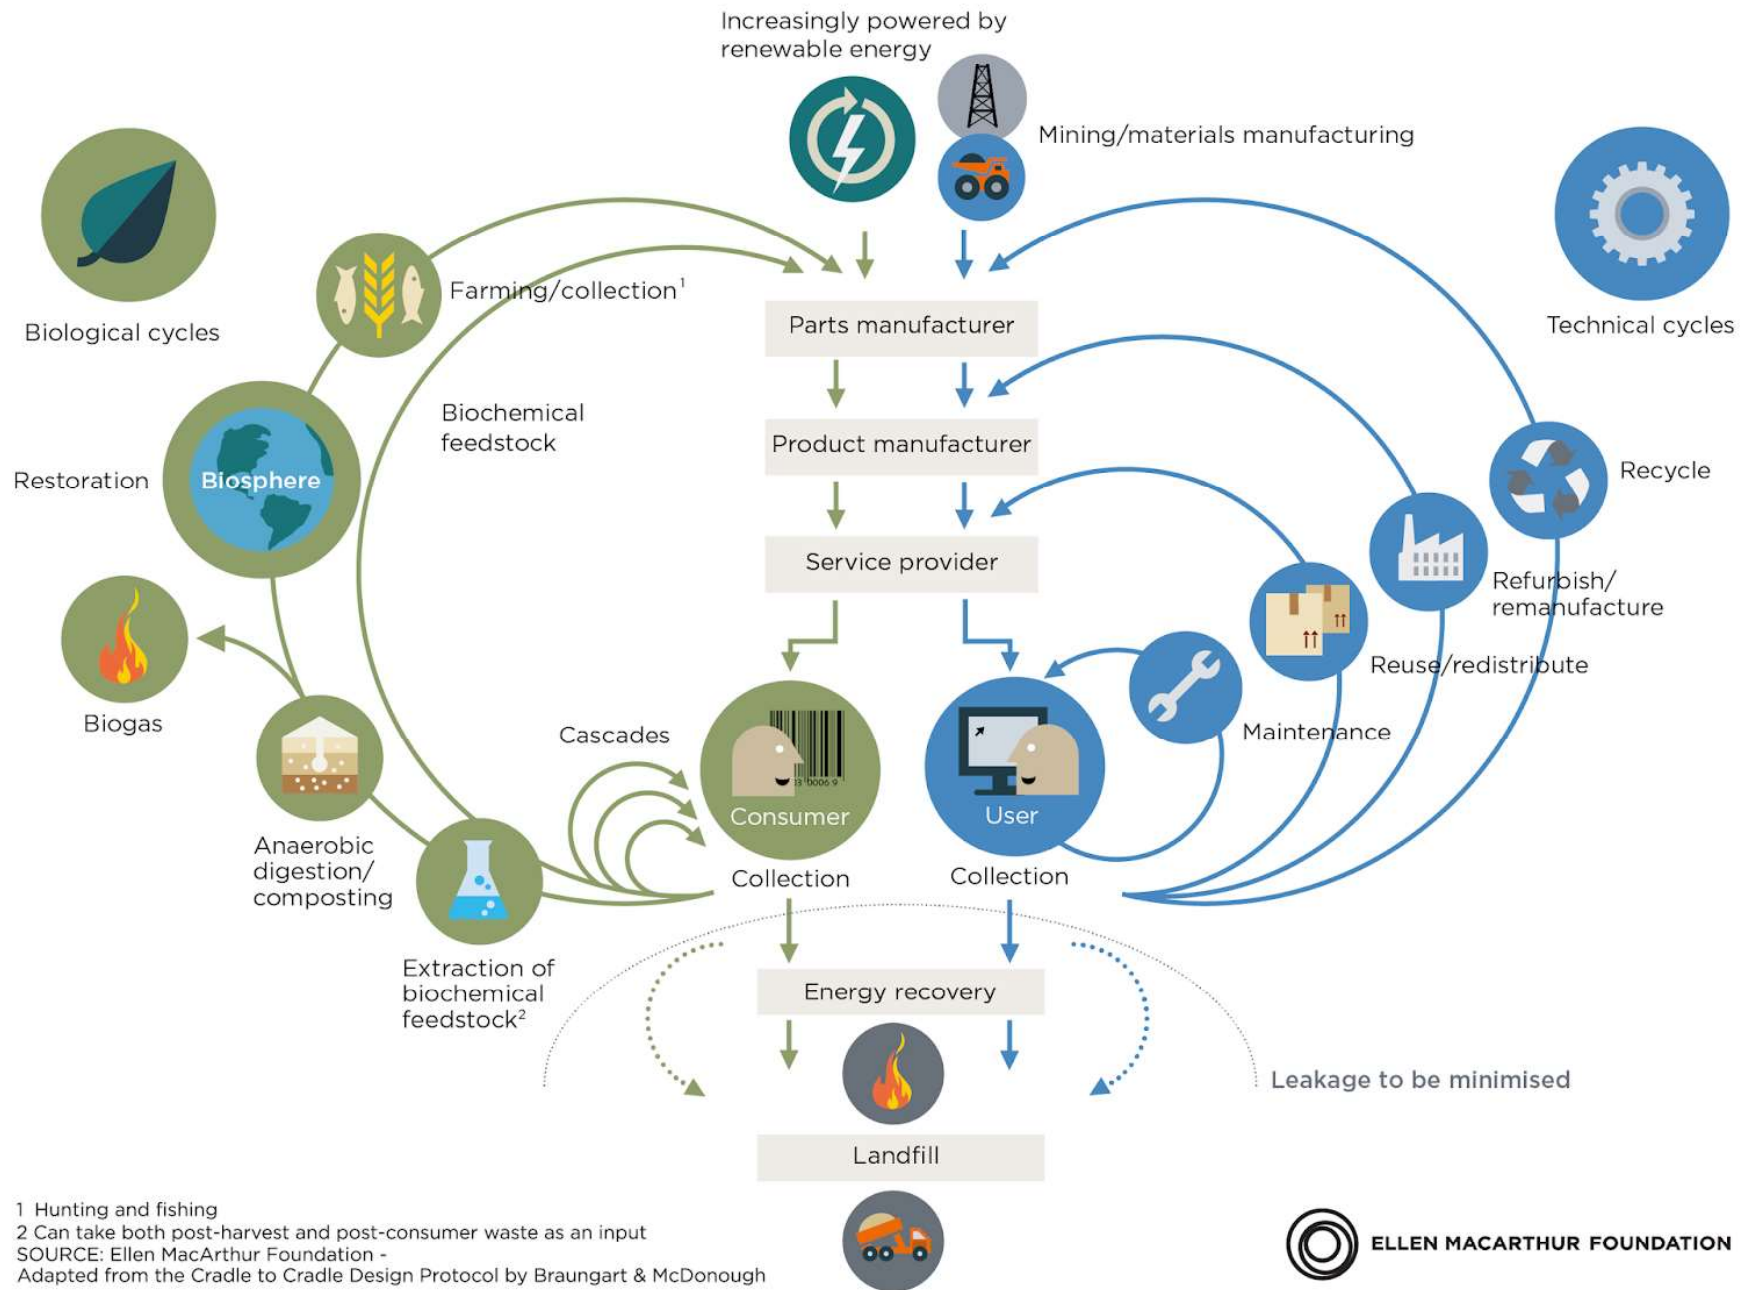 Increasingly powered by
renewable energy
Mining/materials manufacturing
Biological cycles
Farming/collection¹
Parts manufacturer
Technical cycles
Biochemical
feedstock
Product manufacturer
Restoration
Biosphere
Recycle
Service provider
Refurbish/
remanufacture
Reuse/redistribute
Biogas
Cascades
Maintenance
03 0006 9
Consumer
User
Anaerobic
digestion/
composting
Collection
Collection
Extraction of
biochemical
feedstock²
Energy recovery
Leakage to be minimised
Landfill
1 Hunting and fishing
2 Can take both post-harvest and post-consumer waste as an input
SOURCE: Ellen MacArthur Foundation -
Adapted from the Cradle to Cradle Design Protocol by Braungart & McDonough
ELLEN MACARTHUR FOUNDATION